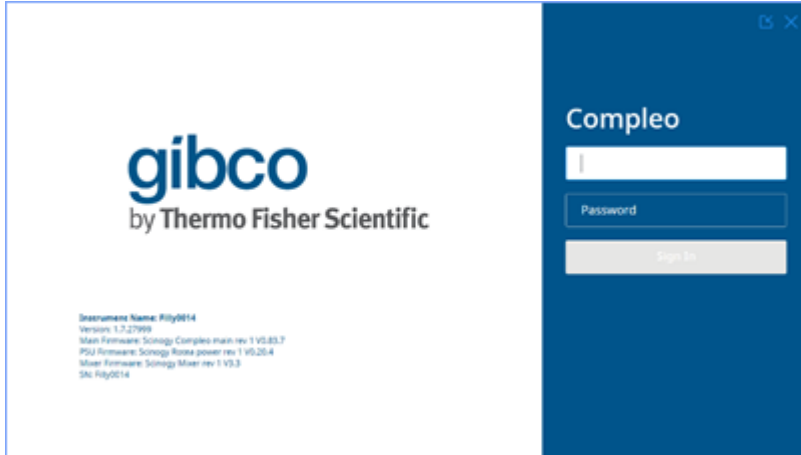 gibco
by Thermo Fisher Scientific
Instrument Name: Filly0014
Version: 1.7.27999
Main Firmware: Scinogy Compleo main rev 1 V0.83.7
PSU Firmware: Scinogy Rotea power rev 1 V0.20.4
Mixer Firmware: Scinogy Mixer rev 1 V3.3
SN: Filly0014
Compleo
Password
Sign In